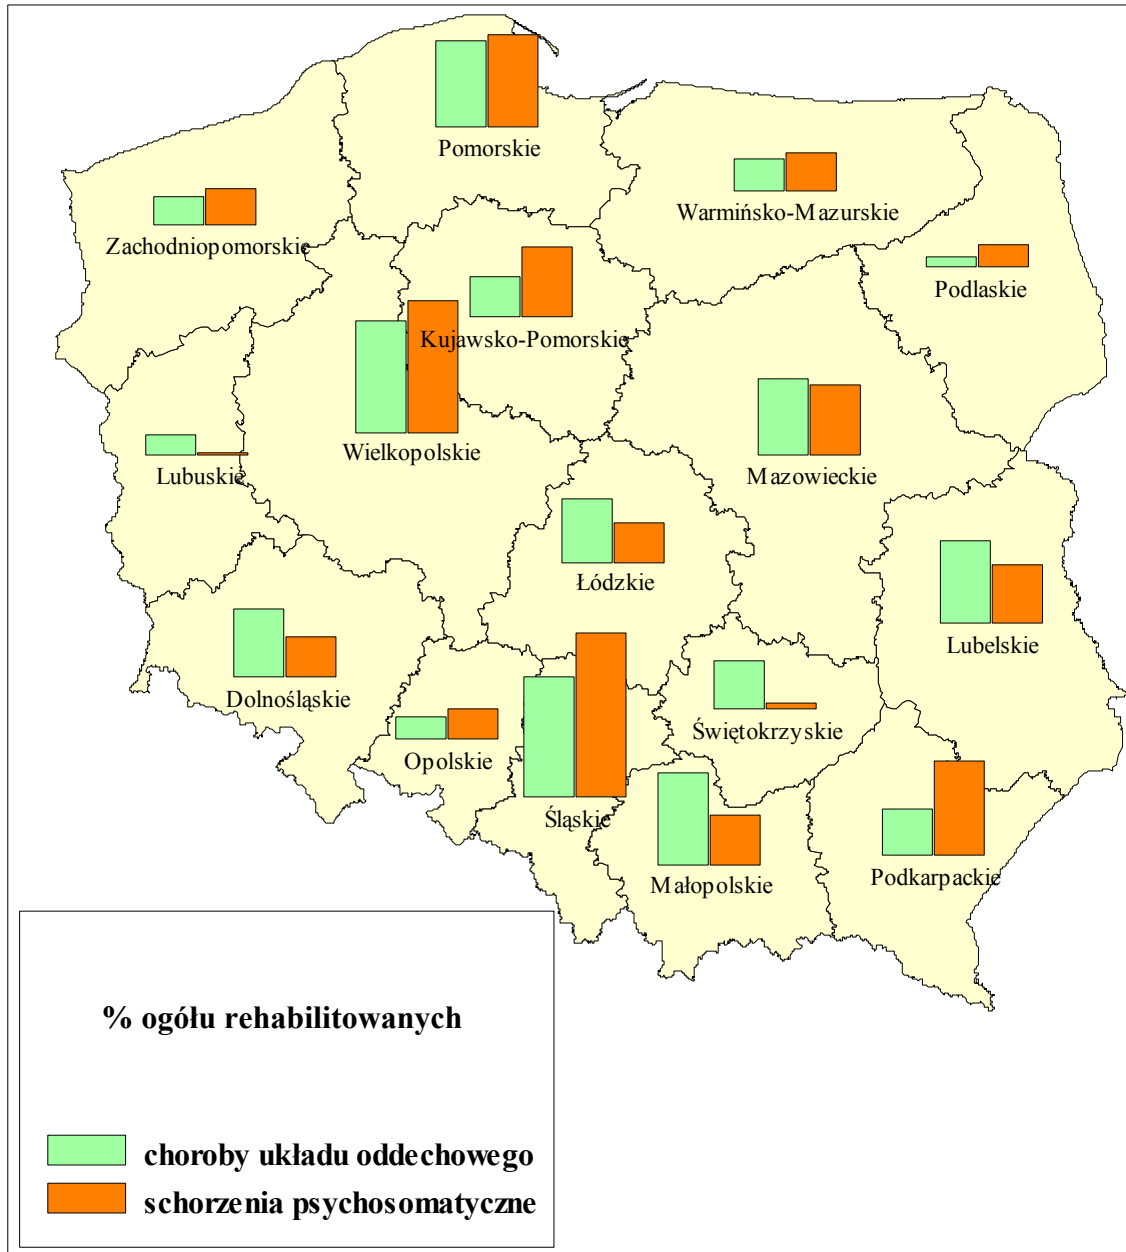 Pomorskie
Warmińsko-Mazurskie
Zachodniopomorskie
Podlaskie
Kujawsko-Pomorskie
Wielkopolskie
Lubuskie
Mazowieckie
Łódzkie
Lubelskie
Dolnośląskie
Świętokrzyskie
Opolskie
Śląskie
Małopolskie
Podkarpackie
% ogółu rehabilitowanych
choroby układu oddechowego
schorzenia psychosomatyczne